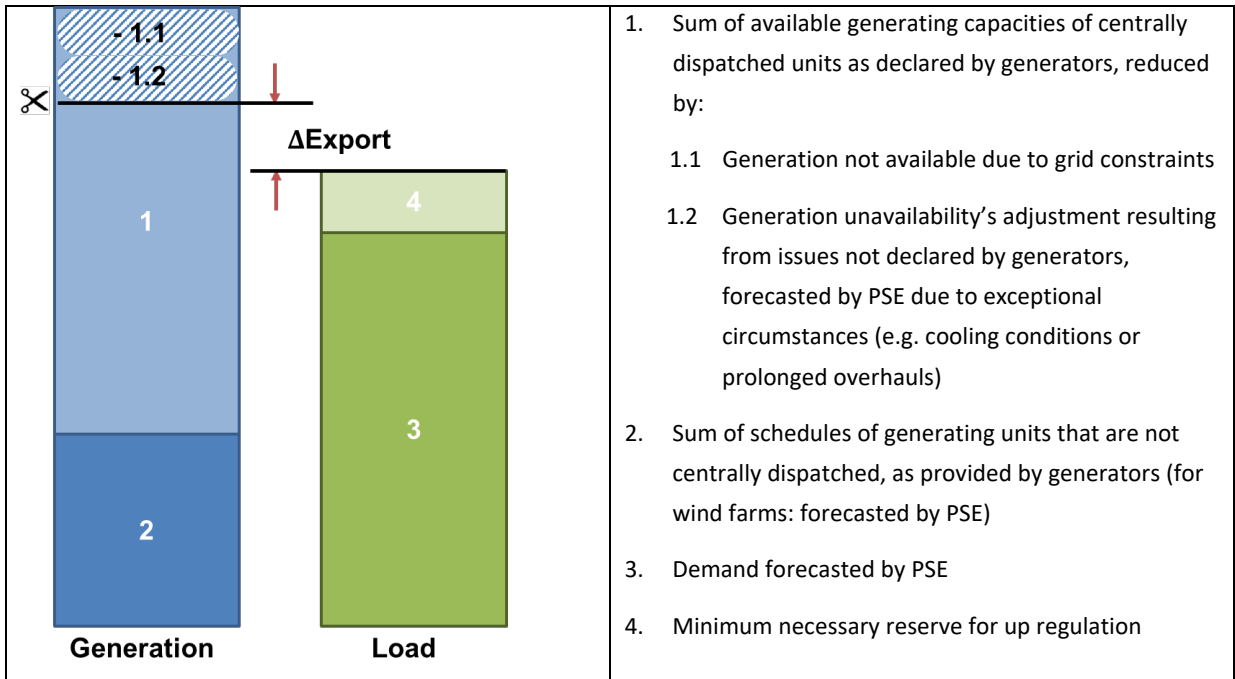 - 1.1
- 1.2
ΔExport
4
1
3
2
Generation Load
1. Sum of available generating capacities of centrally
dispatched units as declared by generators, reduced
by:
1.1 Generation not available due to grid constraints
1.2 Generation unavailability’s adjustment resulting
from issues not declared by generators,
forecasted by PSE due to exceptional
circumstances (e.g. cooling conditions or
prolonged overhauls)
2. Sum of schedules of generating units that are not
centrally dispatched, as provided by generators (for
wind farms: forecasted by PSE)
3. Demand forecasted by PSE
4. Minimum necessary reserve for up regulation